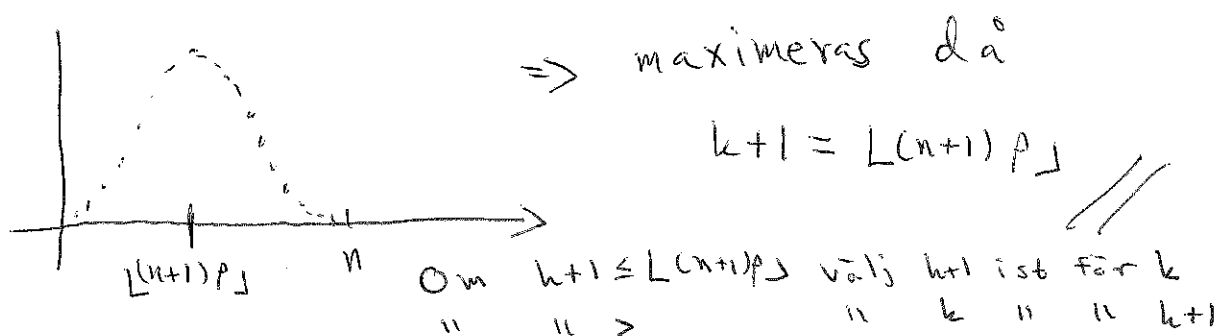 => maximeras då
k+1 = ⌊(n+1) p⌋
⌊(n+1)p⌋ n
Om k+1 ≤ ⌊(n+1)p⌋ välj k+1 ist för k
" " > " k " " k+1